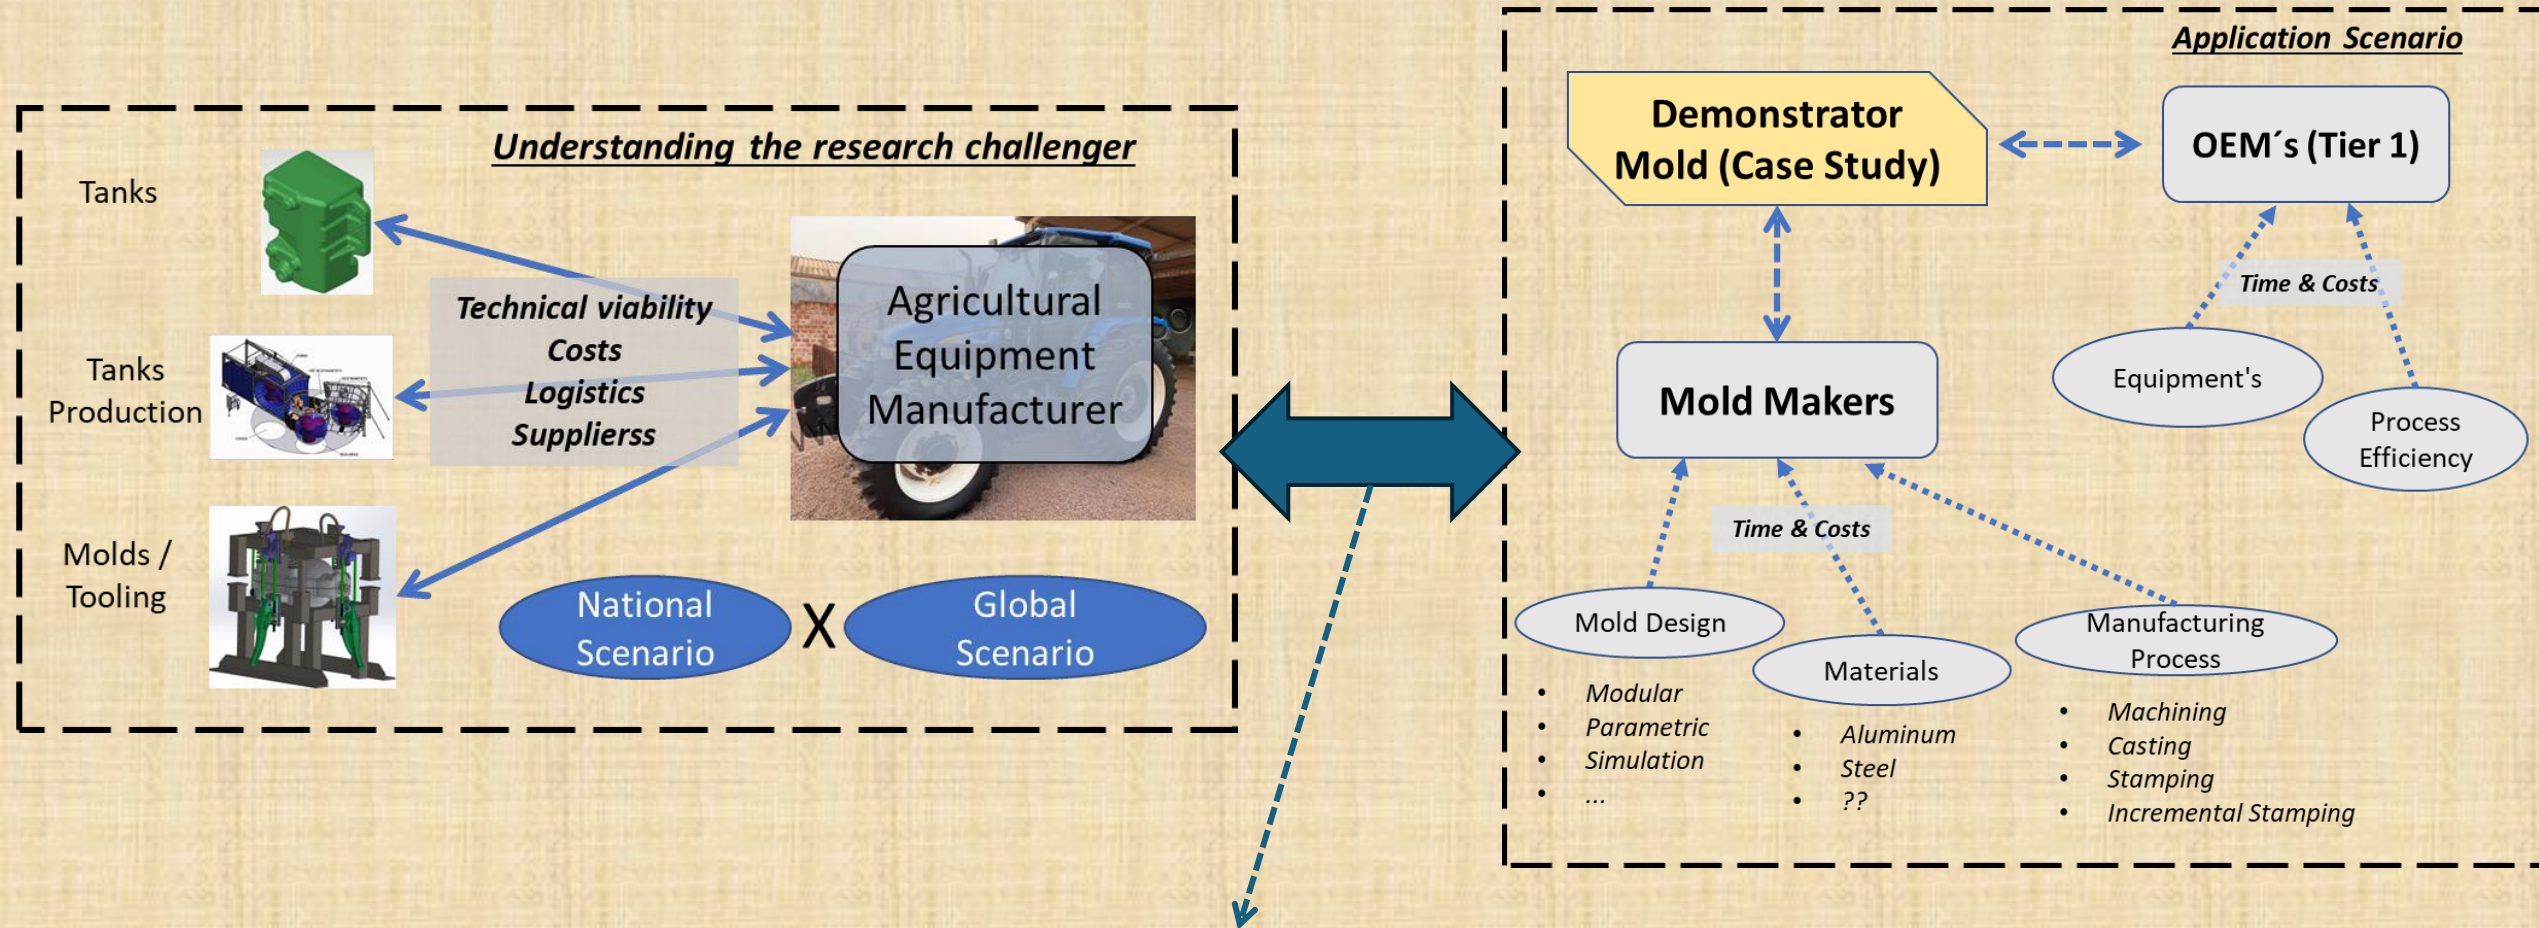 Understanding the research challenger
Tanks
Tanks
Production
Molds /
Tooling
Technical viability
Costs
Logistics
Supplierss
Agricultural
Equipment
Manufacturer
National
Scenario
X
Global
Scenario
Application Scenario
Demonstrator
Mold (Case Study)
OEM´s (Tier 1)
Time & Costs
Equipment's
Process
Efficiency
Mold Makers
Time & Costs
Mold Design
• Modular
• Parametric
• Simulation
• ...
Materials
• Aluminum
• Steel
• ??
Manufacturing
Process
• Machining
• Casting
• Stamping
• Incremental Stamping